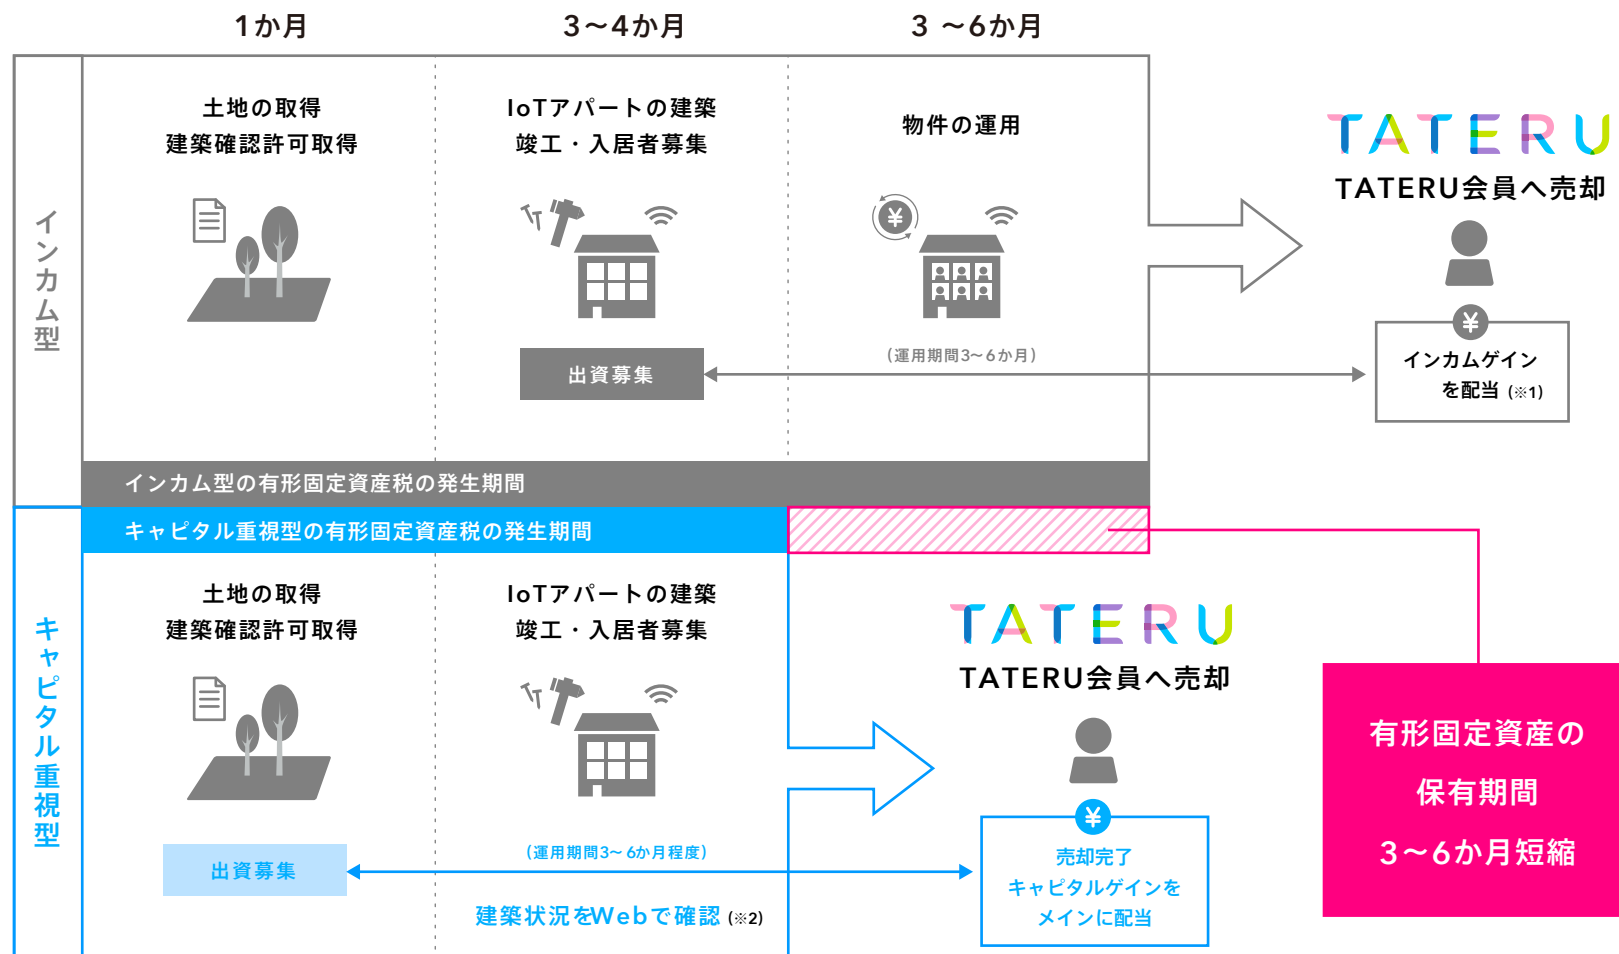 1か月
3〜4か月
3 〜6か月
インカム型
土地の取得
建築確認許可取得
IoTアパートの建築
竣工・入居者募集
物件の運用
TATERU
TATERU会員へ売却
¥
¥
出資募集
(運用期間3〜6か月)
インカムゲイン
を配当 (※1)
インカム型の有形固定資産税の発生期間
キャピタル重視型の有形固定資産税の発生期間
キャピタル重視型
土地の取得
建築確認許可取得
IoTアパートの建築
竣工・入居者募集
TATERU
TATERU会員へ売却
¥
出資募集
(運用期間3〜6か月程度)
建築状況をWebで確認 (※2)
売却完了
キャピタルゲインを
メインに配当
有形固定資産の
保有期間
3〜6か月短縮